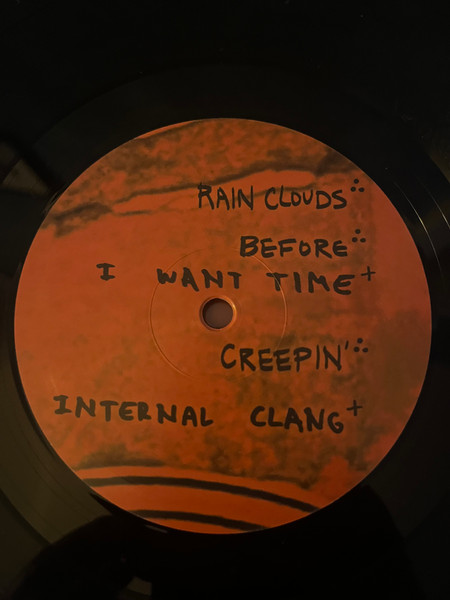 RAIN CLOUDS∴
BEFORE∴
I WANT TIME+
CREEPIN'∴
INTERNAL CLANG+